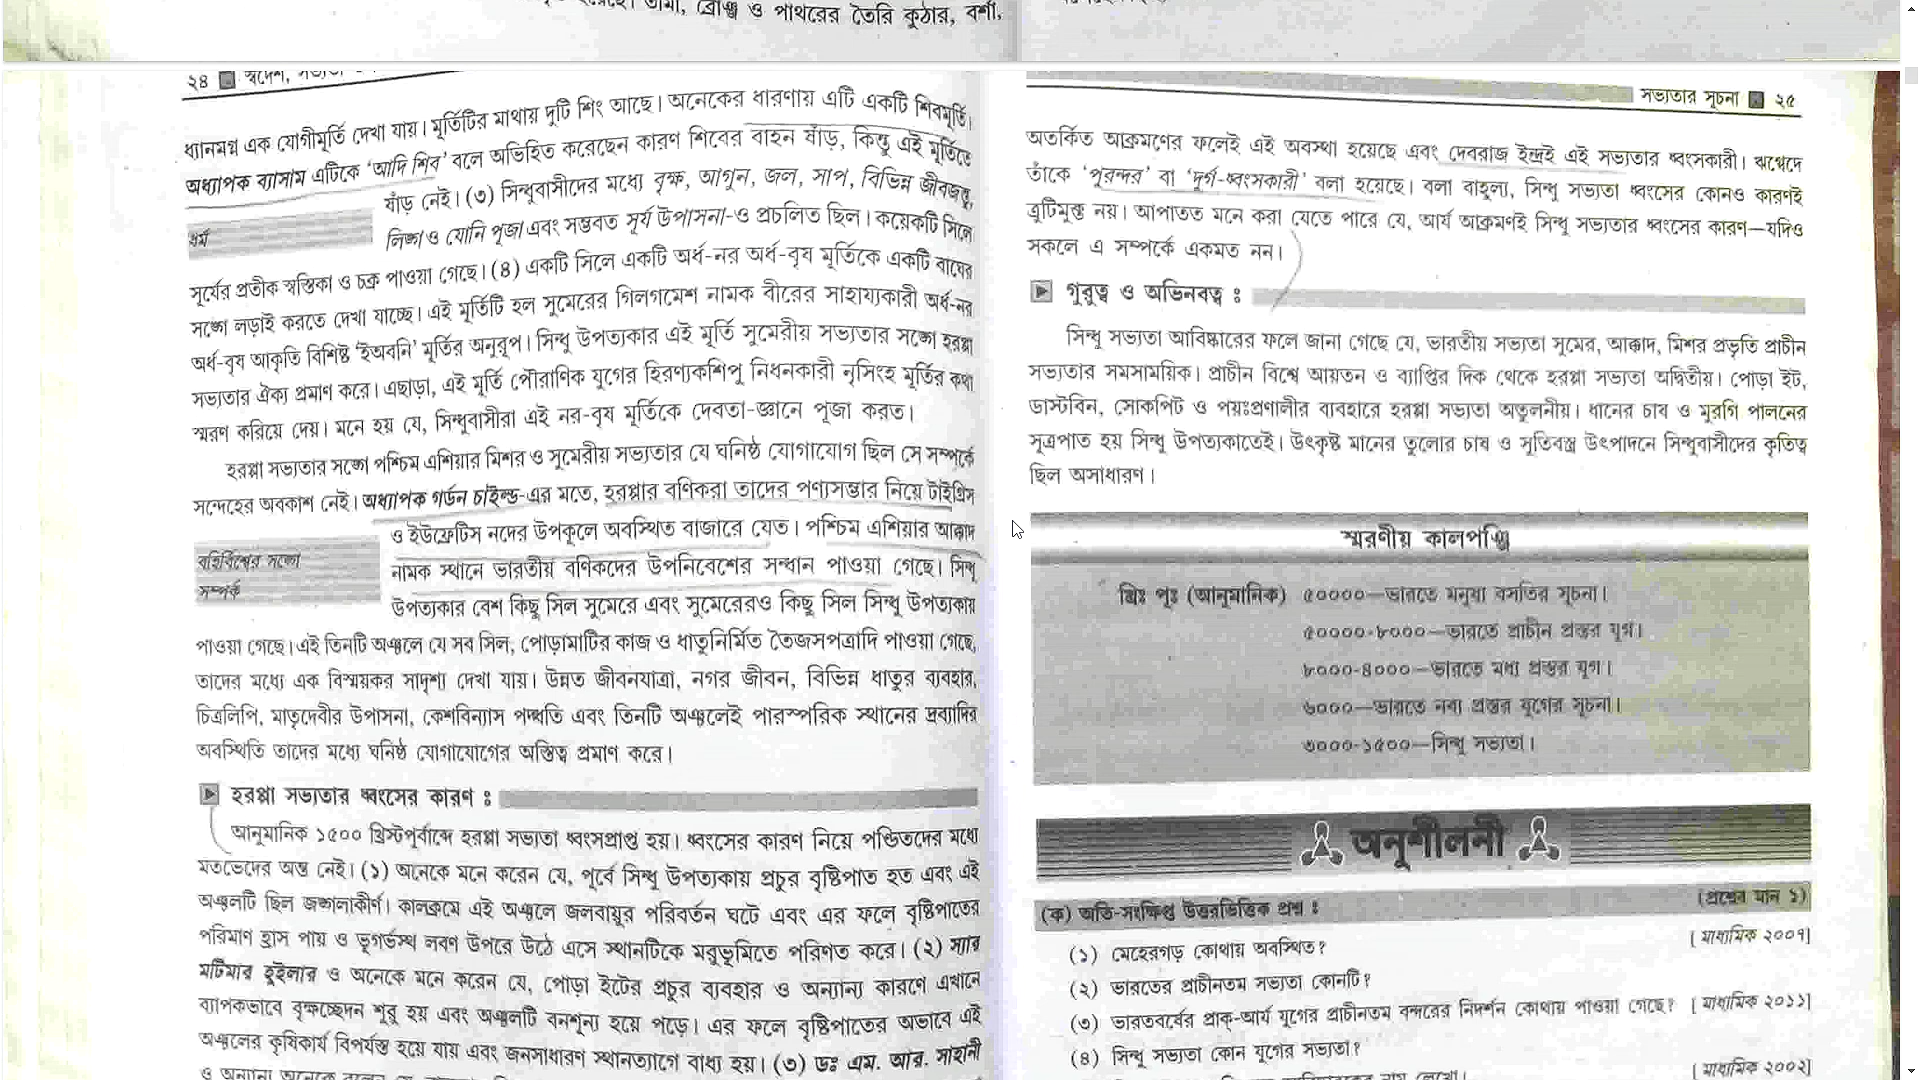 ব্রোঞ্জ ও পাথরের তৈরি কুঠার, বর্শা,
২৪ স্বদেশ, সভ্যতা
ধ্যানমগ্ন এক যোগীমূর্তি দেখা যায়। মূর্তিটির মাথায় দুটি শিং আছে। অনেকের ধারণায় এটি একটি শিবমূর্তি।
অধ্যাপক ব্যাসাম এটিকে ‘আদি শিব’ বলে অভিহিত করেছেন কারণ শিবের বাহন ষাঁড়, কিন্তু এই মূর্তিতে
ষাঁড় নেই। (৩) সিন্ধুবাসীদের মধ্যে বৃক্ষ, আগুন, জল, সাপ, বিভিন্ন জীবজন্তু,
ধর্ম
লিঙ্গ ও যোনি পূজা এবং সম্ভবত সূর্য উপাসনা-ও প্রচলিত ছিল। কয়েকটি সিলে
সূর্যের প্রতীক স্বস্তিকা ও চক্র পাওয়া গেছে। (৪) একটি সিলে একটি অর্ধ-নর অর্ধ-বৃষ মূর্তিকে একটি বাঘের
সঙ্গে লড়াই করতে দেখা যাচ্ছে। এই মূর্তিটি হল সুমেরের গিলগমেশ নামক বীরের সাহায্যকারী অর্ধ-নর
অর্ধ-বৃষ আকৃতি বিশিষ্ট ‘ইঅবনি’ মূর্তির অনুরূপ। সিন্ধু উপত্যকার এই মূর্তি সুমেরীয় সভ্যতার সঙ্গে হরপ্পা
সভ্যতার ঐক্য প্রমাণ করে। এছাড়া, এই মূর্তি পৌরাণিক যুগের হিরণ্যকশিপু নিধনকারী নৃসিংহ মূর্তির কথা
স্মরণ করিয়ে দেয়। মনে হয় যে, সিন্ধুবাসীরা এই নর-বৃষ মূর্তিকে দেবতা-জ্ঞানে পূজা করত।
হরপ্পা সভ্যতার সঙ্গে পশ্চিম এশিয়ার মিশর ও সুমেরীয় সভ্যতার যে ঘনিষ্ঠ যোগাযোগ ছিল সে সম্পর্কে
সন্দেহের অবকাশ নেই। অধ্যাপক গর্ডন চাইল্ড-এর মতে, হরপ্পার বণিকরা তাদের পণ্যসম্ভার নিয়ে টাইগ্রিস
ও ইউফ্রেটিস নদের উপকূলে অবস্থিত বাজারে যেত। পশ্চিম এশিয়ার আক্কাদ
বহির্বিশ্বের সঙ্গে
সম্পর্ক
নামক স্থানে ভারতীয় বণিকদের উপনিবেশের সন্ধান পাওয়া গেছে। সিন্ধু
উপত্যকার বেশ কিছু সিল সুমেরে এবং সুমেরেরও কিছু সিল সিন্ধু উপত্যকায়
পাওয়া গেছে। এই তিনটি অঞ্চলে যে সব সিল, পোড়ামাটির কাজ ও ধাতুনির্মিত তৈজসপত্রাদি পাওয়া গেছে,
তাদের মধ্যে এক বিস্ময়কর সাদৃশ্য দেখা যায়। উন্নত জীবনযাত্রা, নগর জীবন, বিভিন্ন ধাতুর ব্যবহার,
চিত্রলিপি, মাতৃদেবীর উপাসনা, কেশবিন্যাস পদ্ধতি এবং তিনটি অঞ্চলেই পারস্পরিক স্থানের দ্রব্যাদির
অবস্থিতি তাদের মধ্যে ঘনিষ্ঠ যোগাযোগের অস্তিত্ব প্রমাণ করে।
হরপ্পা সভ্যতার ধ্বংসের কারণ :
আনুমানিক ১৫০০ খ্রিস্টপূর্বাব্দে হরপ্পা সভ্যতা ধ্বংসপ্রাপ্ত হয়। ধ্বংসের কারণ নিয়ে পণ্ডিতদের মধ্যে
মতভেদের অন্ত নেই। (১) অনেকে মনে করেন যে, পূর্বে সিন্ধু উপত্যকায় প্রচুর বৃষ্টিপাত হত এবং এই
অঞ্চলটি ছিল জঙ্গলাকীর্ণ। কালক্রমে এই অঞ্চলে জলবায়ুর পরিবর্তন ঘটে এবং এর ফলে বৃষ্টিপাতের
পরিমাণ হ্রাস পায় ও ভূগর্ভস্থ লবণ উপরে উঠে এসে স্থানটিকে মরুভূমিতে পরিণত করে। (২) স্যার
মর্টিমার হুইলার ও অনেকে মনে করেন যে, পোড়া ইটের প্রচুর ব্যবহার ও অন্যান্য কারণে এখানে
ব্যাপকভাবে বৃক্ষচ্ছেদন শুরু হয় এবং অঞ্চলটি বনশূন্য হয়ে পড়ে। এর ফলে বৃষ্টিপাতের অভাবে এই
অঞ্চলের কৃষিকার্য বিপর্যস্ত হয়ে যায় এবং জনসাধারণ স্থানত্যাগে বাধ্য হয়। (৩) ডঃ এম. আর. সাহানী
সভ্যতার সূচনা ২৫
অতর্কিত আক্রমণের ফলেই এই অবস্থা হয়েছে এবং দেবরাজ ইন্দ্রই এই সভ্যতার ধ্বংসকারী। ঋগ্বেদে
তাঁকে ‘পুরন্দর’ বা ‘দুর্গ-ধ্বংসকারী’ বলা হয়েছে। বলা বাহুল্য, সিন্ধু সভ্যতা ধ্বংসের কোনও কারণই
ত্রুটিমুক্ত নয়। আপাতত মনে করা যেতে পারে যে, আর্য আক্রমণই সিন্ধু সভ্যতার ধ্বংসের কারণ—যদিও
সকলে এ সম্পর্কে একমত নন।
গুরুত্ব ও অভিনবত্ব :
সিন্ধু সভ্যতা আবিষ্কারের ফলে জানা গেছে যে, ভারতীয় সভ্যতা সুমের, আক্কাদ, মিশর প্রভৃতি প্রাচীন
সভ্যতার সমসাময়িক। প্রাচীন বিশ্বে আয়তন ও ব্যাপ্তির দিক থেকে হরপ্পা সভ্যতা অদ্বিতীয়। পোড়া ইট,
ডাস্টবিন, সোকপিট ও পয়ঃপ্রণালীর ব্যবহারে হরপ্পা সভ্যতা অতুলনীয়। ধানের চাষ ও মুরগি পালনের
সূত্রপাত হয় সিন্ধু উপত্যকাতেই। উৎকৃষ্ট মানের তুলোর চাষ ও সূতিবস্ত্র উৎপাদনে সিন্ধুবাসীদের কৃতিত্ব
ছিল অসাধারণ।
স্মরণীয় কালপঞ্জি
খ্রিঃ পূঃ (আনুমানিক) ৫০০০০—ভারতে মনুষ্য বসতির সূচনা।
৫০০০০-৮০০০—ভারতে প্রাচীন প্রস্তর যুগ।
৮০০০-৪০০০—ভারতে মধ্য প্রস্তর যুগ।
৬০০০—ভারতে নব্য প্রস্তর যুগের সূচনা।
৩০০০-১৫০০—সিন্ধু সভ্যতা।
অনুশীলনী
(ক) অতি-সংক্ষিপ্ত উত্তরভিত্তিক প্রশ্ন : (প্রশ্নের মান ১)
(১) মেহেরগড় কোথায় অবস্থিত? [ মাধ্যমিক ২০০৭]
(২) ভারতের প্রাচীনতম সভ্যতা কোনটি?
(৩) ভারতবর্ষের প্রাক্-আর্য যুগের প্রাচীনতম বন্দরের নিদর্শন কোথায় পাওয়া গেছে? [ মাধ্যমিক ২০১১]
(৪) সিন্ধু সভ্যতা কোন যুগের সভ্যতা?
[ মাধ্যমিক ২০০২]